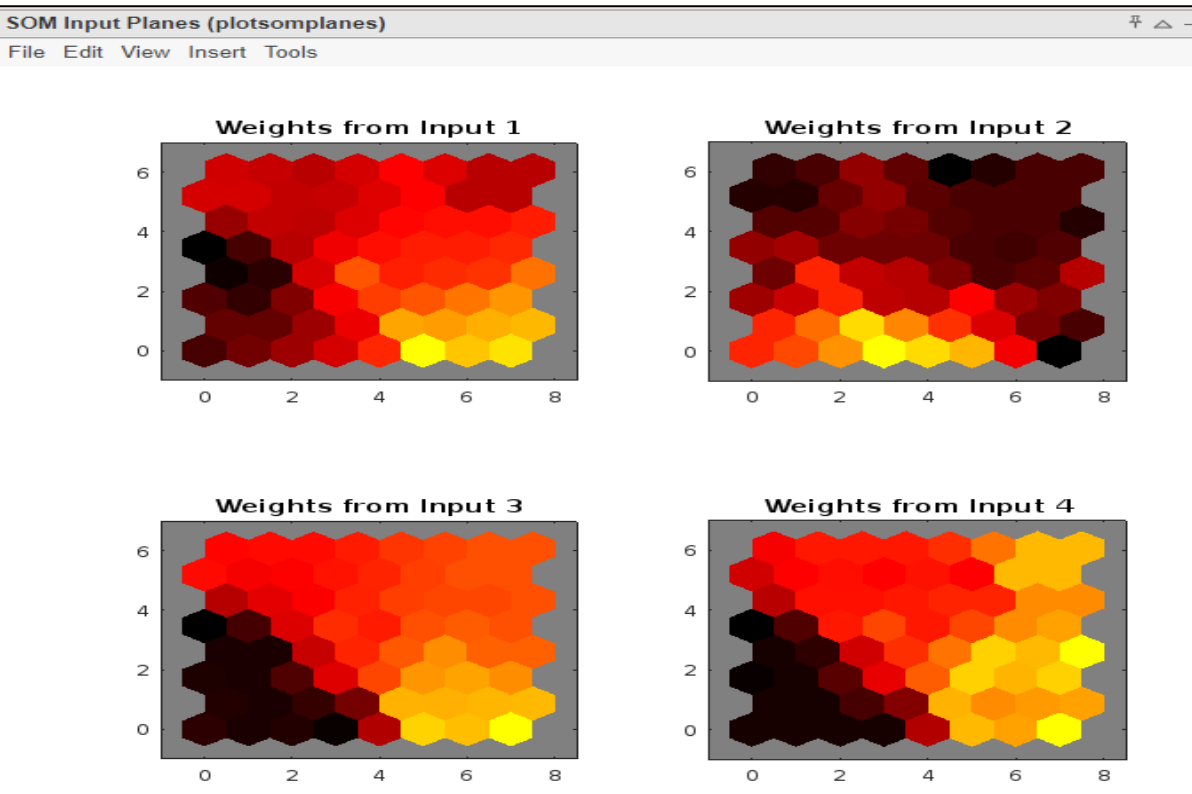 SOM Input Planes (plotsomplanes)
File Edit View Insert Tools
Weights from Input 1
6
4
2
0
0 2 4 6 8
Weights from Input 2
6
4
2
0
0 2 4 6 8
Weights from Input 3
6
4
2
0
0 2 4 6 8
Weights from Input 4
6
4
2
0
0 2 4 6 8